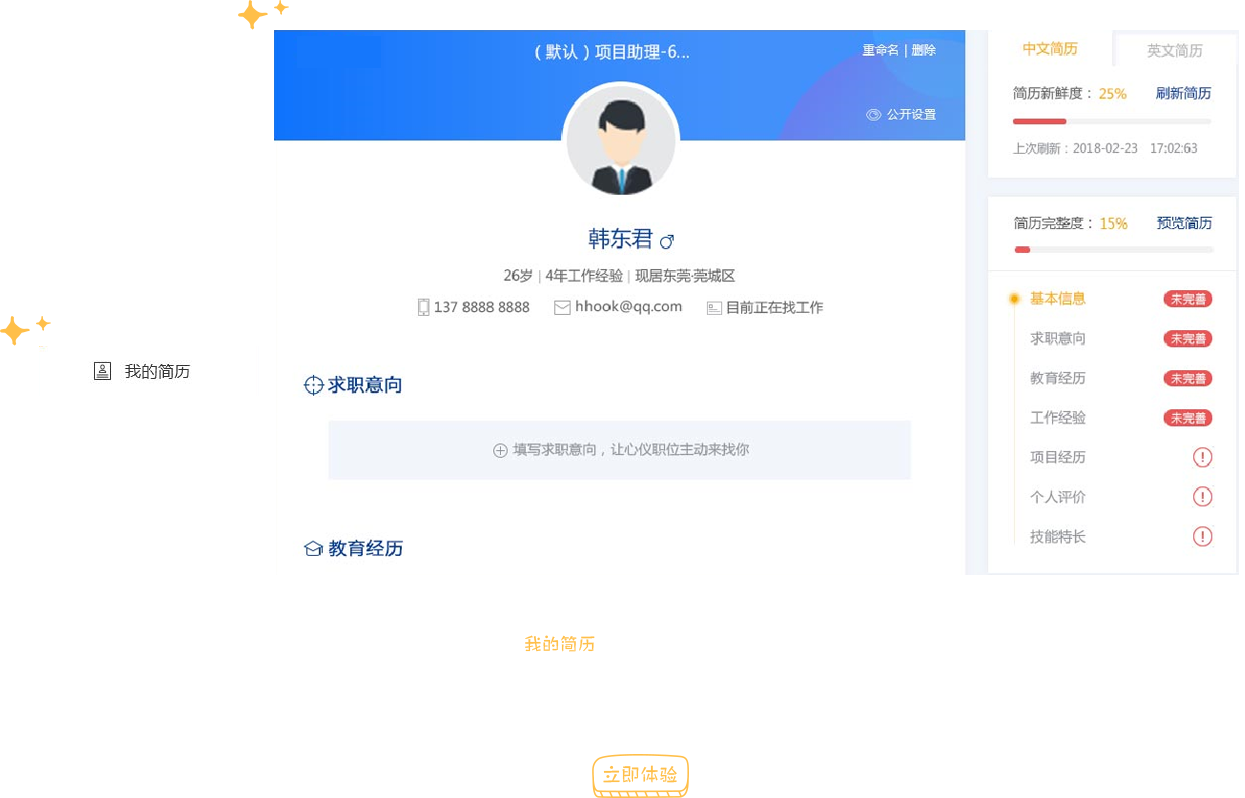 (默认)项目助理-6...
重命名 | 删除
公开设置
韩东君
26岁 | 4年工作经验 | 现居东莞·莞城区
137 8888 8888 hhook@qq.com 目前正在找工作
求职意向
填写求职意向，让心仪职位主动来找你
教育经历
中文简历 英文简历
简历新鲜度：25% 刷新简历
上次刷新：2018-02-23 17:02:63
简历完整度：15% 预览简历
基本信息 未完善
求职意向 未完善
教育经历 未完善
工作经验 未完善
项目经历
个人评价
技能特长
我的简历
我的简历
立即体验